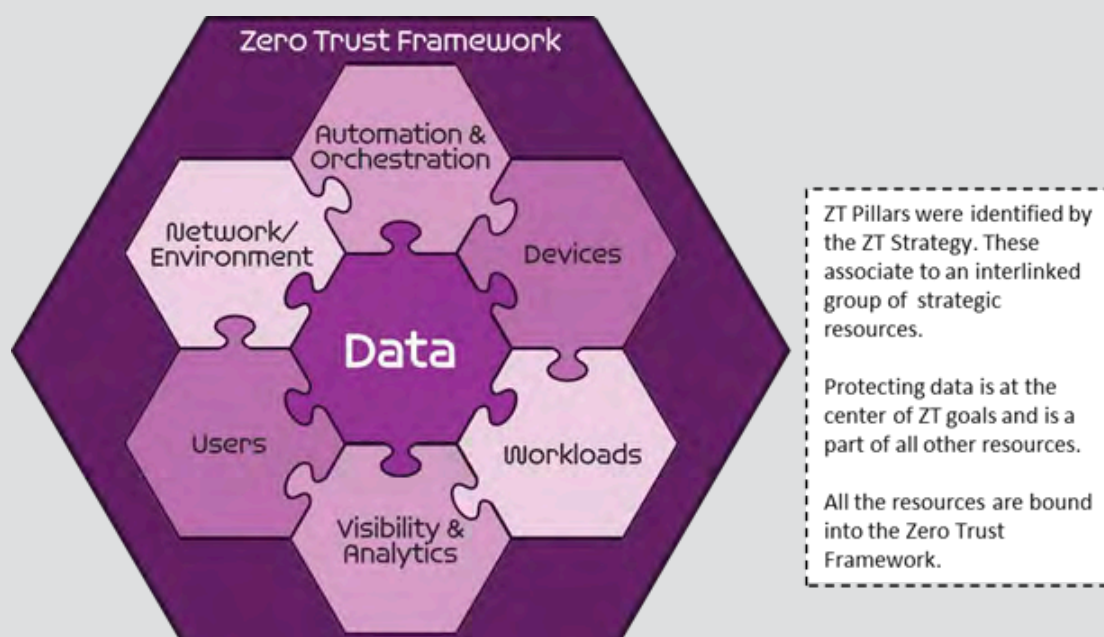 Zero Trust Framework
Automation &
Orchestration
Network/
Environment
Devices
Data
Users
Workloads
Visibility &
Analytics
ZT Pillars were identified by
the ZT Strategy. These
associate to an interlinked
group of strategic
resources.
Protecting data is at the
center of ZT goals and is a
part of all other resources.
All the resources are bound
into the Zero Trust
Framework.